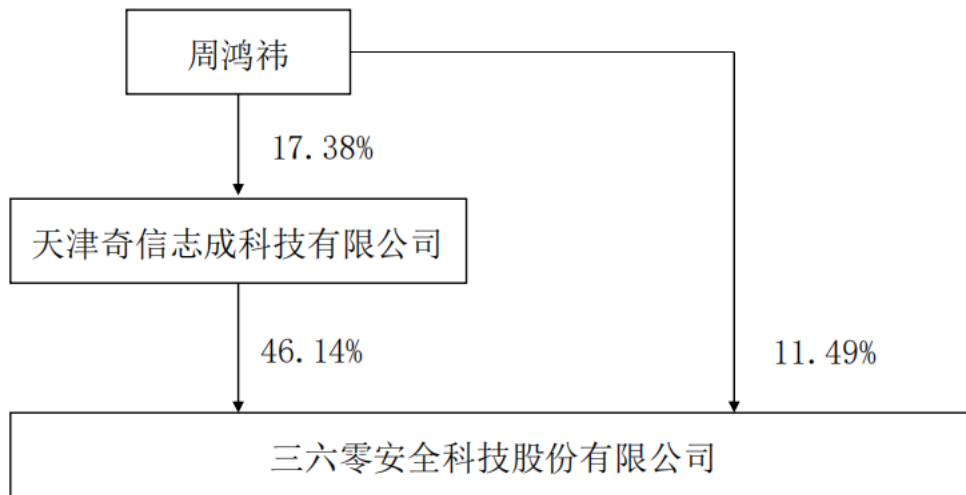 周鸿祎
17.38%
天津奇信志成科技有限公司
46.14%
11.49%
三六零安全科技股份有限公司